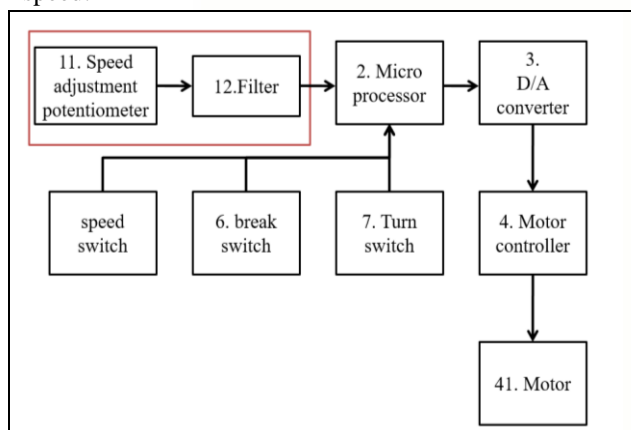 speed.
11. Speed
adjustment
potentiometer
12.Filter
2. Micro
processor
3.
D/A
converter
speed
switch
6. break
switch
7. Turn
switch
4. Motor
controller
41. Motor